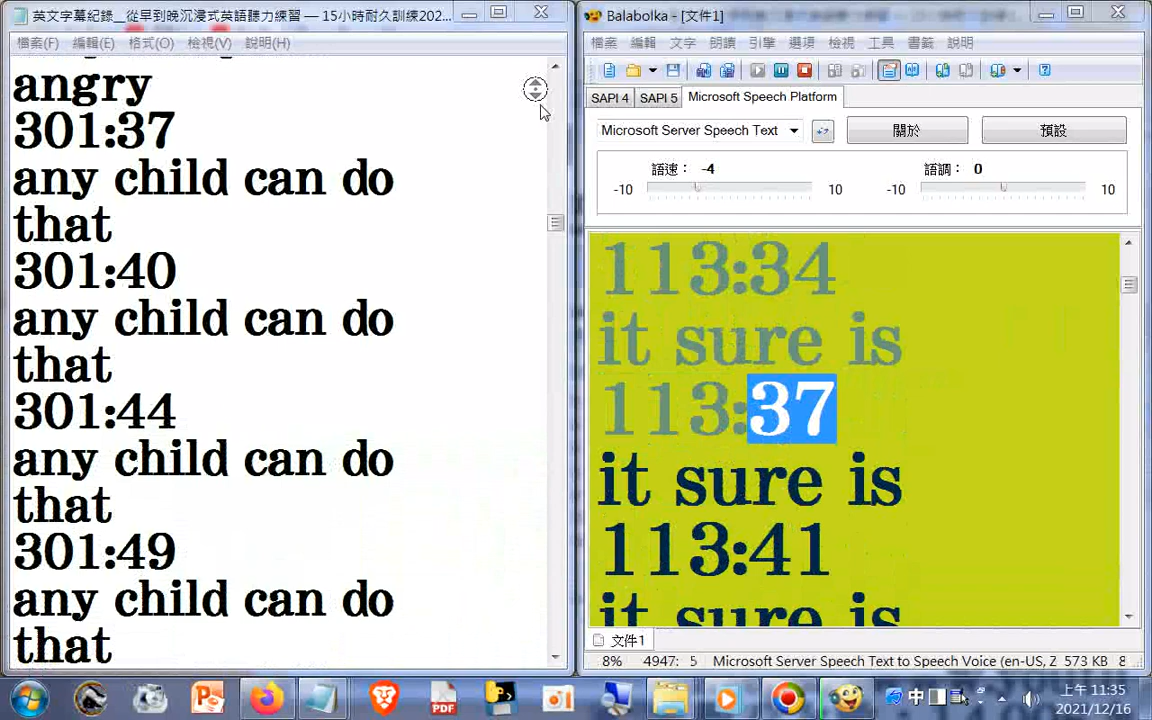 英文字幕紀錄__從早到晚沉浸式英語聽力練習 — 15小時耐久訓練202...
檔案(F) 編輯(E) 格式(O) 檢視(V) 說明(H)
angry
301:37
any child can do
that
301:40
any child can do
that
301:44
any child can do
that
301:49
any child can do
that
Balabolka - [文件1]
檔案 編輯 文字 朗讀 引擎 選項 檢視 工具 書籤 說明
SAPI 4 SAPI 5 Microsoft Speech Platform
Microsoft Server Speech Text 關於 預設
語速： -4 語調： 0
-10 10 -10 10
113:34
it sure is
113:37
it sure is
113:41
it sure is
文件1
8% 4947: 5 Microsoft Server Speech Text to Speech Voice (en-US, Z 573 KB 8
PDF 中 上午 11:35
2021/12/16